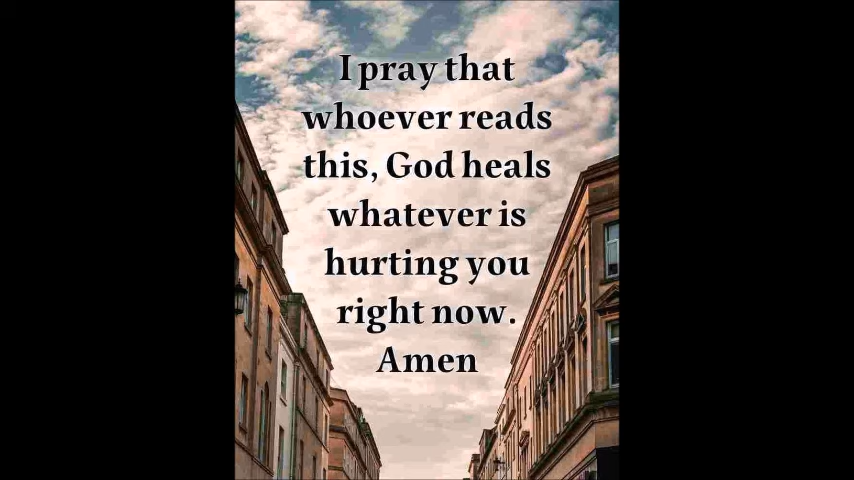 I pray that
whoever reads
this, God heals
whatever is
hurting you
right now.
Amen